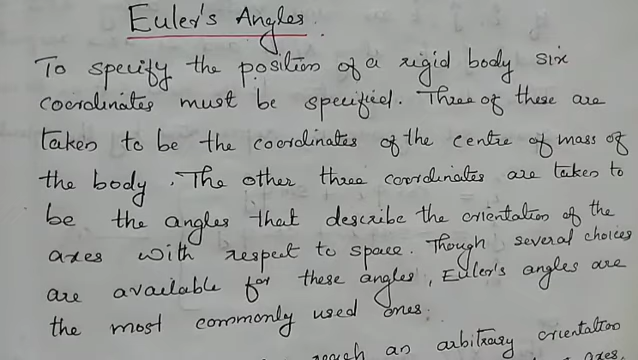 Euler's Angles.
To specify the position of a rigid body six
coordinates must be specified. Three of these are
taken to be the coordinates of the centre of mass of
the body. The other three coordinates are taken to
be the angles that describe the orientation of the
axes with respect to space. Though several choices
are available for these angles, Euler's angles are
the most commonly used ones.
reach an arbitrary orientation
axes.